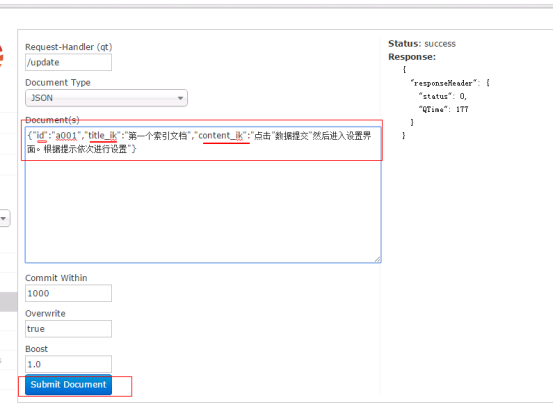 Request-Handler (qt)
/update
Document Type
JSON
Document(s)
{"id":"a001","title_ik":"第一个索引文档","content_ik":"点击"数据提交"然后进入设置界
面。根据提示依次进行设置"}
Commit Within
1000
Overwrite
true
Boost
1.0
Submit Document
Status: success
Response:
{
"responseHeader": {
"status": 0,
"QTime": 177
}
}